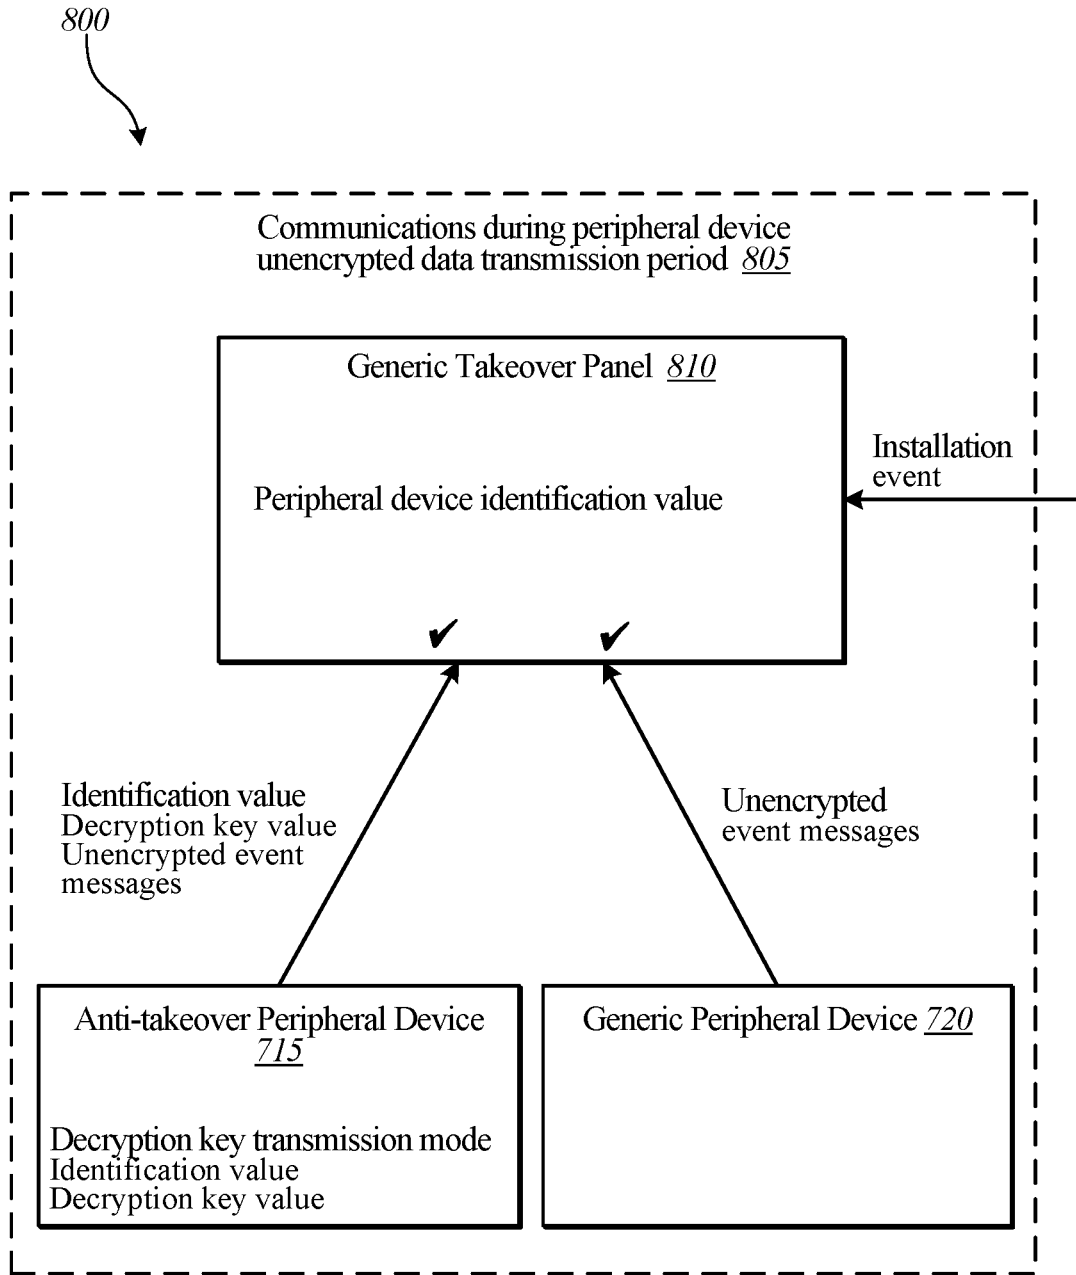 800
Communications during peripheral device
unencrypted data transmission period 805
Generic Takeover Panel 810
Installation
event
Peripheral device identification value
Identification value
Decryption key value
Unencrypted event
messages
Unencrypted
event messages
Anti-takeover Peripheral Device
715
Decryption key transmission mode
Identification value
Decryption key value
Generic Peripheral Device 720